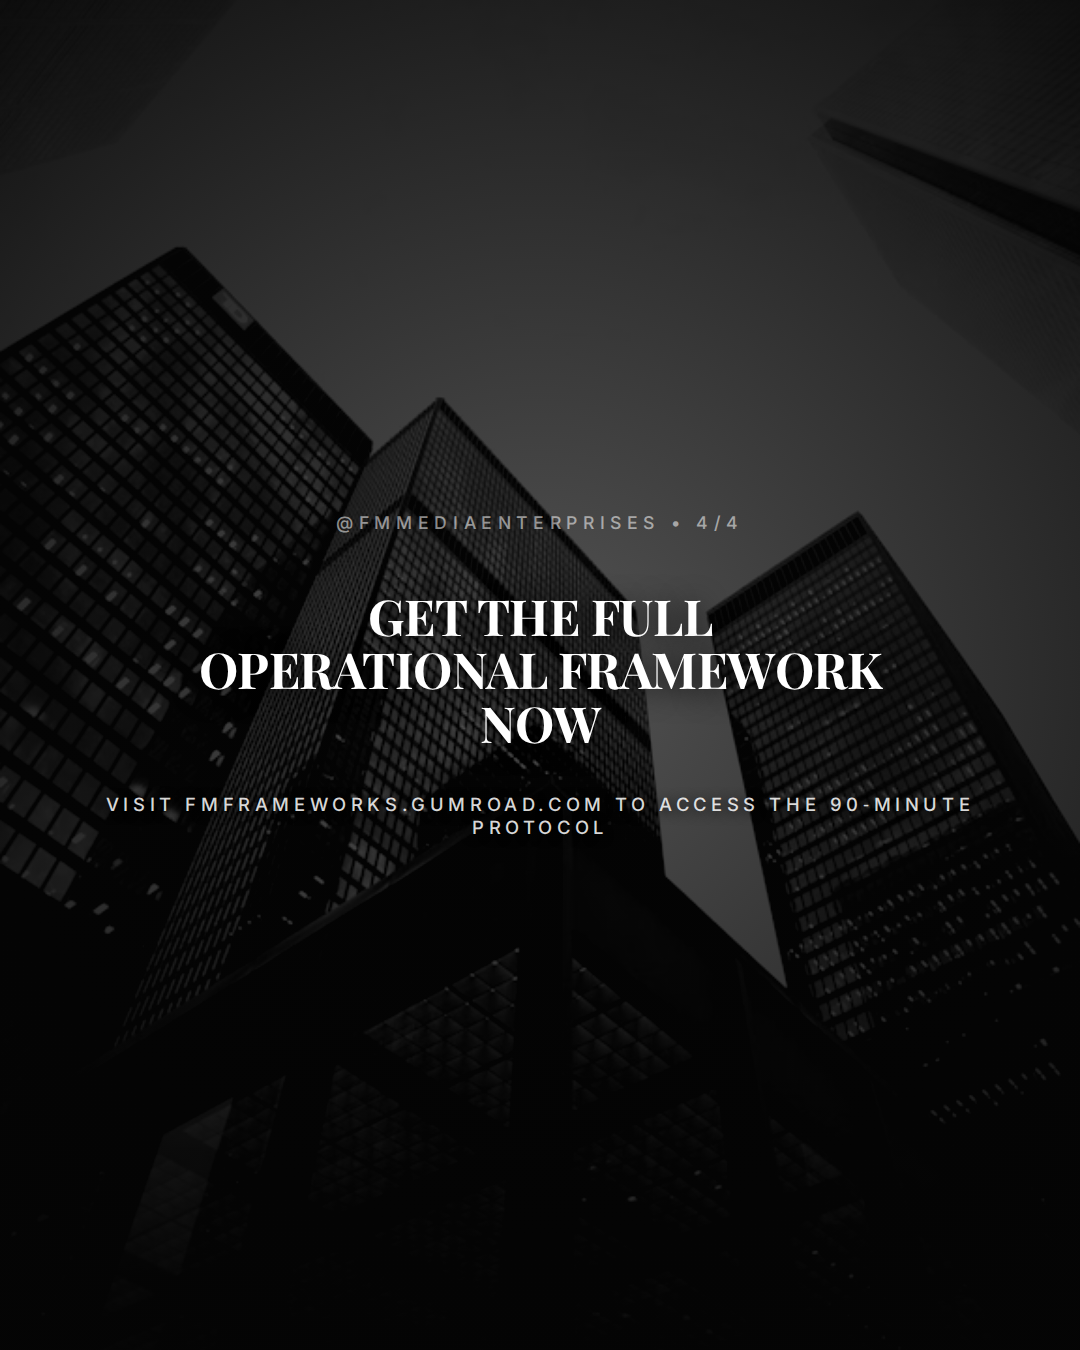 @FMMEDIAENTERPRISES • 4/4
GET THE FULL
OPERATIONAL FRAMEWORK
NOW
VISIT FMFRAMEWORKS.GUMROAD.COM TO ACCESS THE 90-MINUTE
PROTOCOL